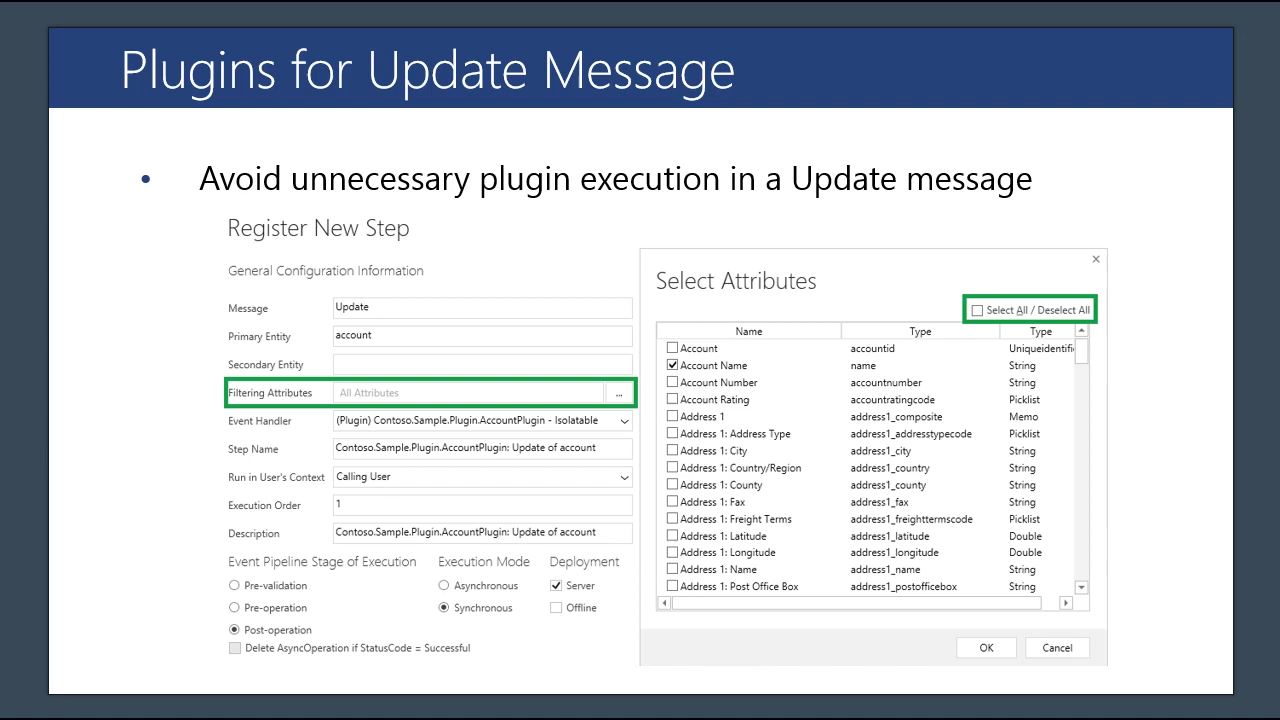 Plugins for Update Message
• Avoid unnecessary plugin execution in a Update message
Register New Step
General Configuration Information
Message Update
Primary Entity account
Secondary Entity
Filtering Attributes All Attributes ...
Event Handler (Plugin) Contoso.Sample.Plugin.AccountPlugin - Isolatable
Step Name Contoso.Sample.Plugin.AccountPlugin: Update of account
Run in User's Context Calling User
Execution Order 1
Description Contoso.Sample.Plugin.AccountPlugin: Update of account
Event Pipeline Stage of Execution Execution Mode Deployment
Pre-validation Asynchronous Server
Pre-operation Synchronous Offline
Post-operation
Delete AsyncOperation if StatusCode = Successful
Select Attributes
Select All / Deselect All
Name Type Type
Account accountid Uniqueidentifi
Account Name name String
Account Number accountnumber String
Account Rating accountratingcode Picklist
Address 1 address1_composite Memo
Address 1: Address Type address1_addresstypecode Picklist
Address 1: City address1_city String
Address 1: Country/Region address1_country String
Address 1: County address1_county String
Address 1: Fax address1_fax String
Address 1: Freight Terms address1_freighttermscode Picklist
Address 1: Latitude address1_latitude Double
Address 1: Longitude address1_longitude Double
Address 1: Name address1_name String
Address 1: Post Office Box address1_postofficebox String
OK Cancel